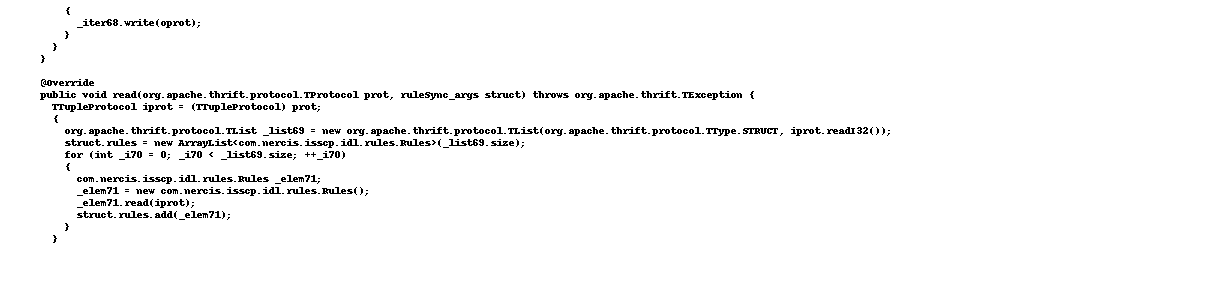 {
_iter68.write(oprot);
}
}
}
@Override
public void read(org.apache.thrift.protocol.TProtocol prot, ruleSync_args struct) throws org.apache.thrift.TException {
TTupleProtocol iprot = (TTupleProtocol) prot;
{
org.apache.thrift.protocol.TList _list69 = new org.apache.thrift.protocol.TList(org.apache.thrift.protocol.TType.STRUCT, iprot.readI32());
struct.rules = new ArrayList<com.nercis.isscp.idl.rules.Rules>(_list69.size);
for (int _i70 = 0; _i70 < _list69.size; ++_i70)
{
com.nercis.isscp.idl.rules.Rules _elem71;
_elem71 = new com.nercis.isscp.idl.rules.Rules();
_elem71.read(iprot);
struct.rules.add(_elem71);
}
}